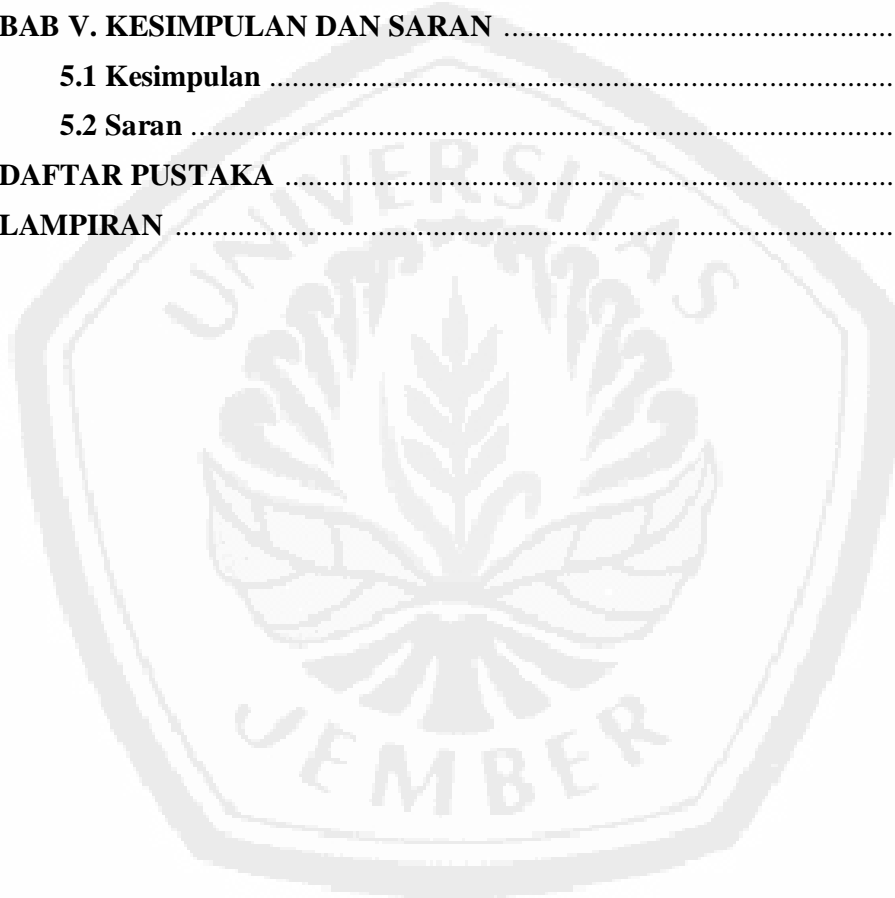 BAB V. KESIMPULAN DAN SARAN ..................................................
5.1 Kesimpulan ................................................................................
5.2 Saran ..........................................................................................
DAFTAR PUSTAKA ..............................................................................
LAMPIRAN ............................................................................................
UNIVERSITAS
JEMBER